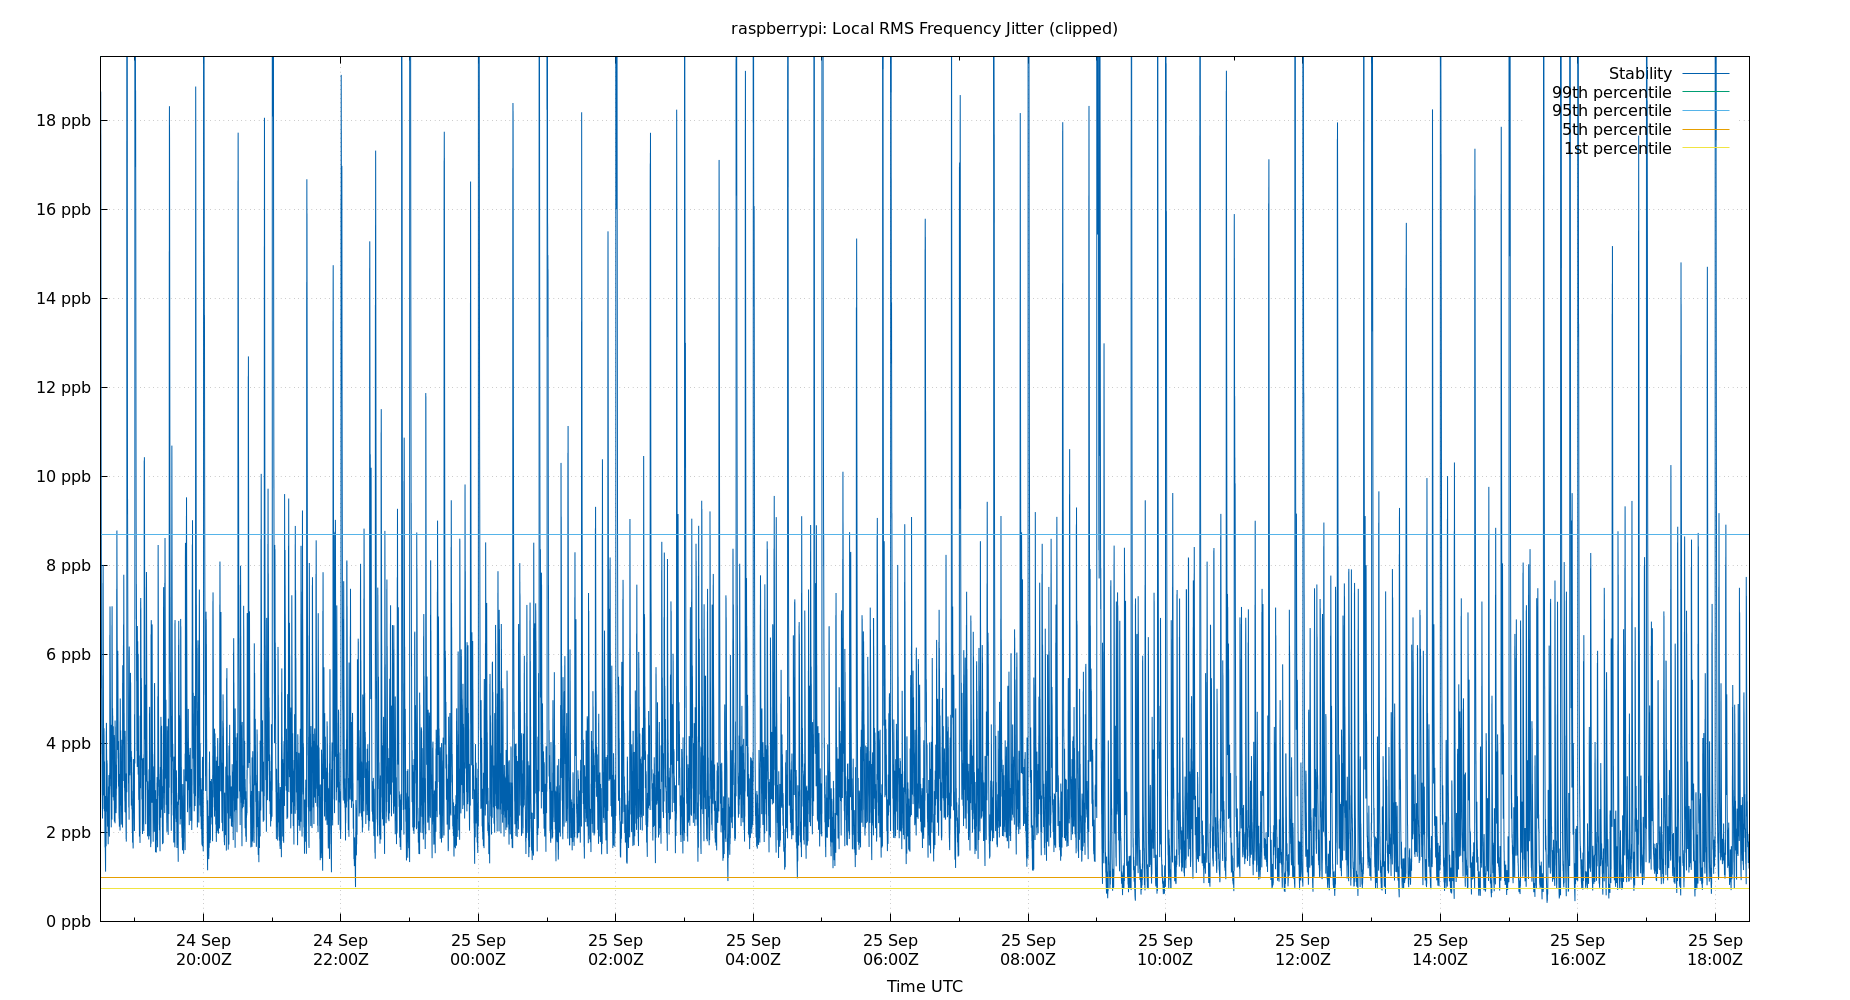 raspberrypi: Local RMS Frequency Jitter (clipped)
Stability
99th percentile
95th percentile
5th percentile
1st percentile
18 ppb
16 ppb
14 ppb
12 ppb
10 ppb
8 ppb
6 ppb
4 ppb
2 ppb
0 ppb
24 Sep 24 Sep 25 Sep 25 Sep 25 Sep 25 Sep 25 Sep 25 Sep 25 Sep 25 Sep 25 Sep 25 Sep
20:00Z 22:00Z 00:00Z 02:00Z 04:00Z 06:00Z 08:00Z 10:00Z 12:00Z 14:00Z 16:00Z 18:00Z
Time UTC